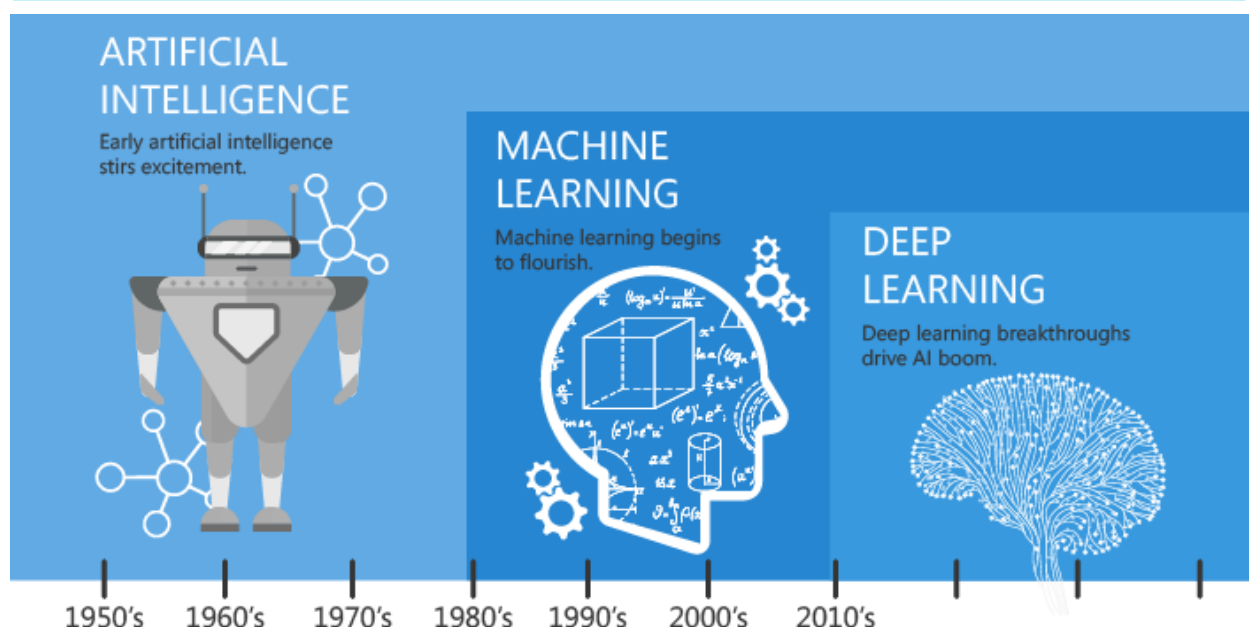 ARTIFICIAL
INTELLIGENCE
Early artificial intelligence
stirs excitement.
MACHINE
LEARNING
Machine learning begins
to flourish.
DEEP
LEARNING
Deep learning breakthroughs
drive AI boom.
1950's 1960's 1970's 1980's 1990's 2000's 2010's